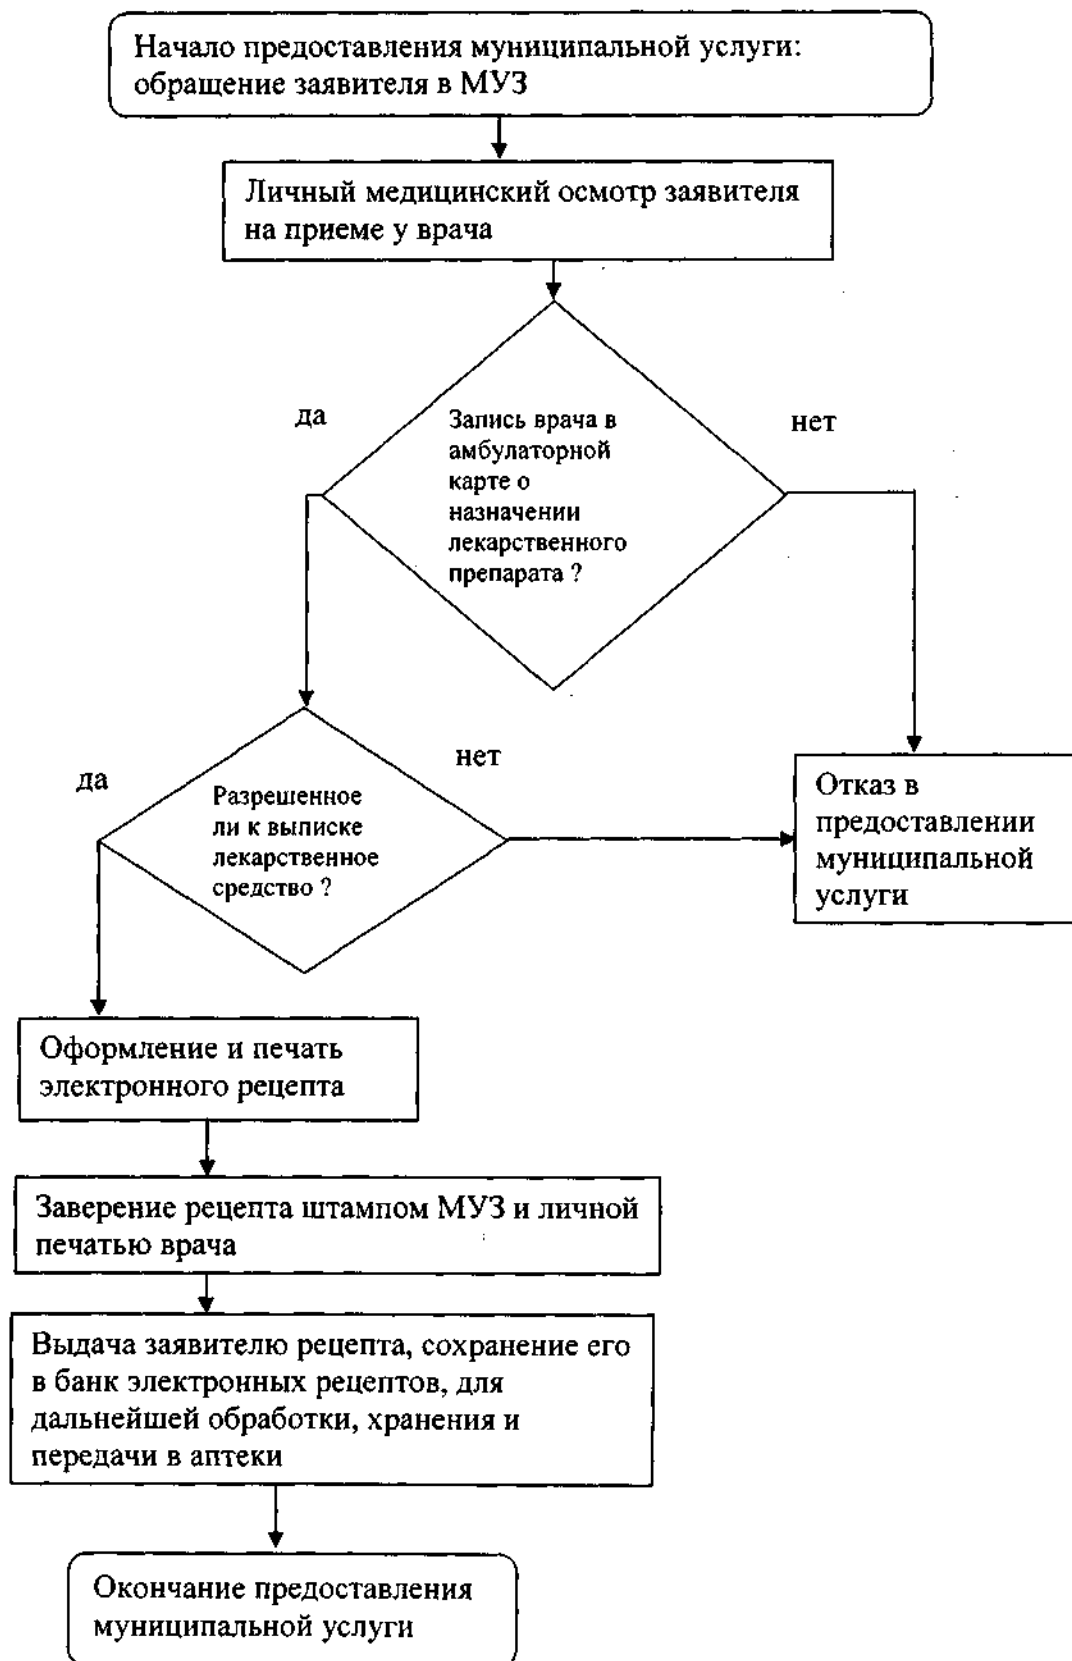 Начало предоставления муниципальной услуги:
обращение заявителя в МУЗ
Личный медицинский осмотр заявителя
на приеме у врача
да
нет
Запись врача в
амбулаторной
карте о
назначении
лекарственного
препарата ?
да
нет
Разрешенное
ли к выписке
лекарственное
средство ?
Отказ в
предоставлении
муниципальной
услуги
Оформление и печать
электронного рецепта
Заверение рецепта штампом МУЗ и личной
печатью врача
Выдача заявителю рецепта, сохранение его
в банк электронных рецептов, для
дальнейшей обработки, хранения и
передачи в аптеки
Окончание предоставления
муниципальной услуги